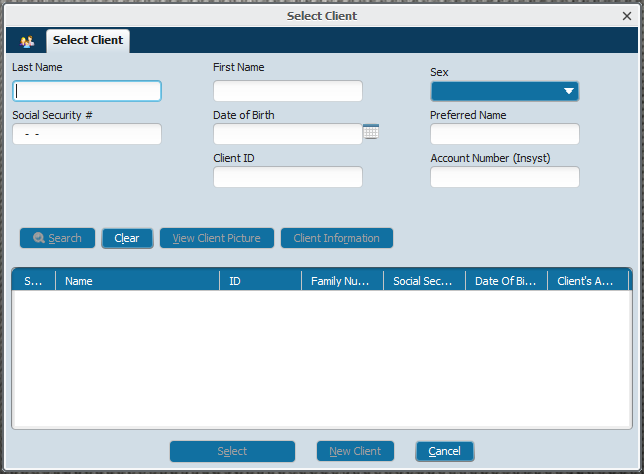 Select Client
Select Client
Last Name
First Name
Sex
Social Security #
- -
Date of Birth
Preferred Name
Client ID
Account Number (Insyst)
Search Clear View Client Picture Client Information
S... Name ID Family Nu... Social Sec... Date Of Bi... Client's A...
Select New Client Cancel